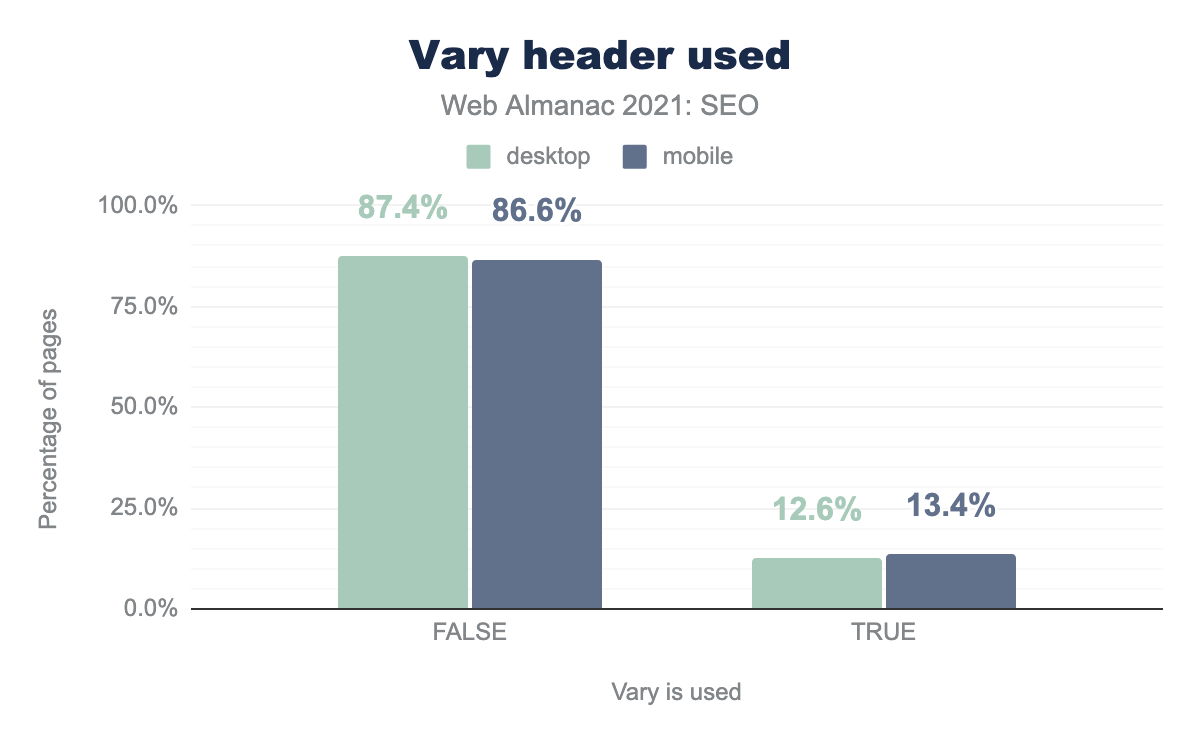 Vary header used
Web Almanac 2021: SEO
desktop mobile
100.0%
87.4% 86.6%
75.0%
50.0%
25.0%
12.6% 13.4%
0.0%
FALSE TRUE
Vary is used
Percentage of pages